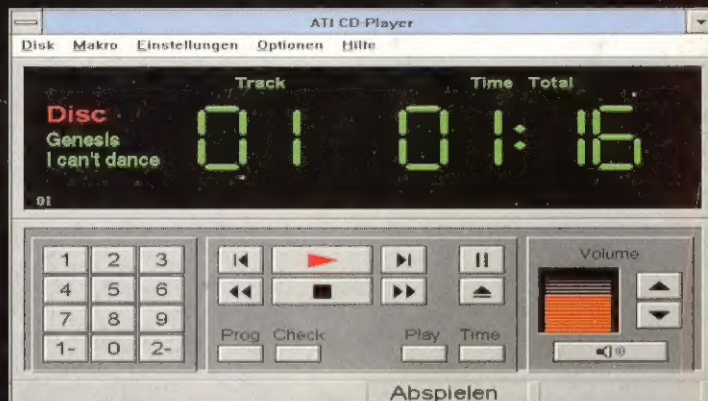 ATI CD-Player
Disk Makro Einstellungen Optionen Hilfe
Track Time Total
Disc
Genesis
I can't dance
01 01:16
01
1 2 3
4 5 6
7 8 9
1- 0 2-
Prog Check Play Time
Volume
Abspielen